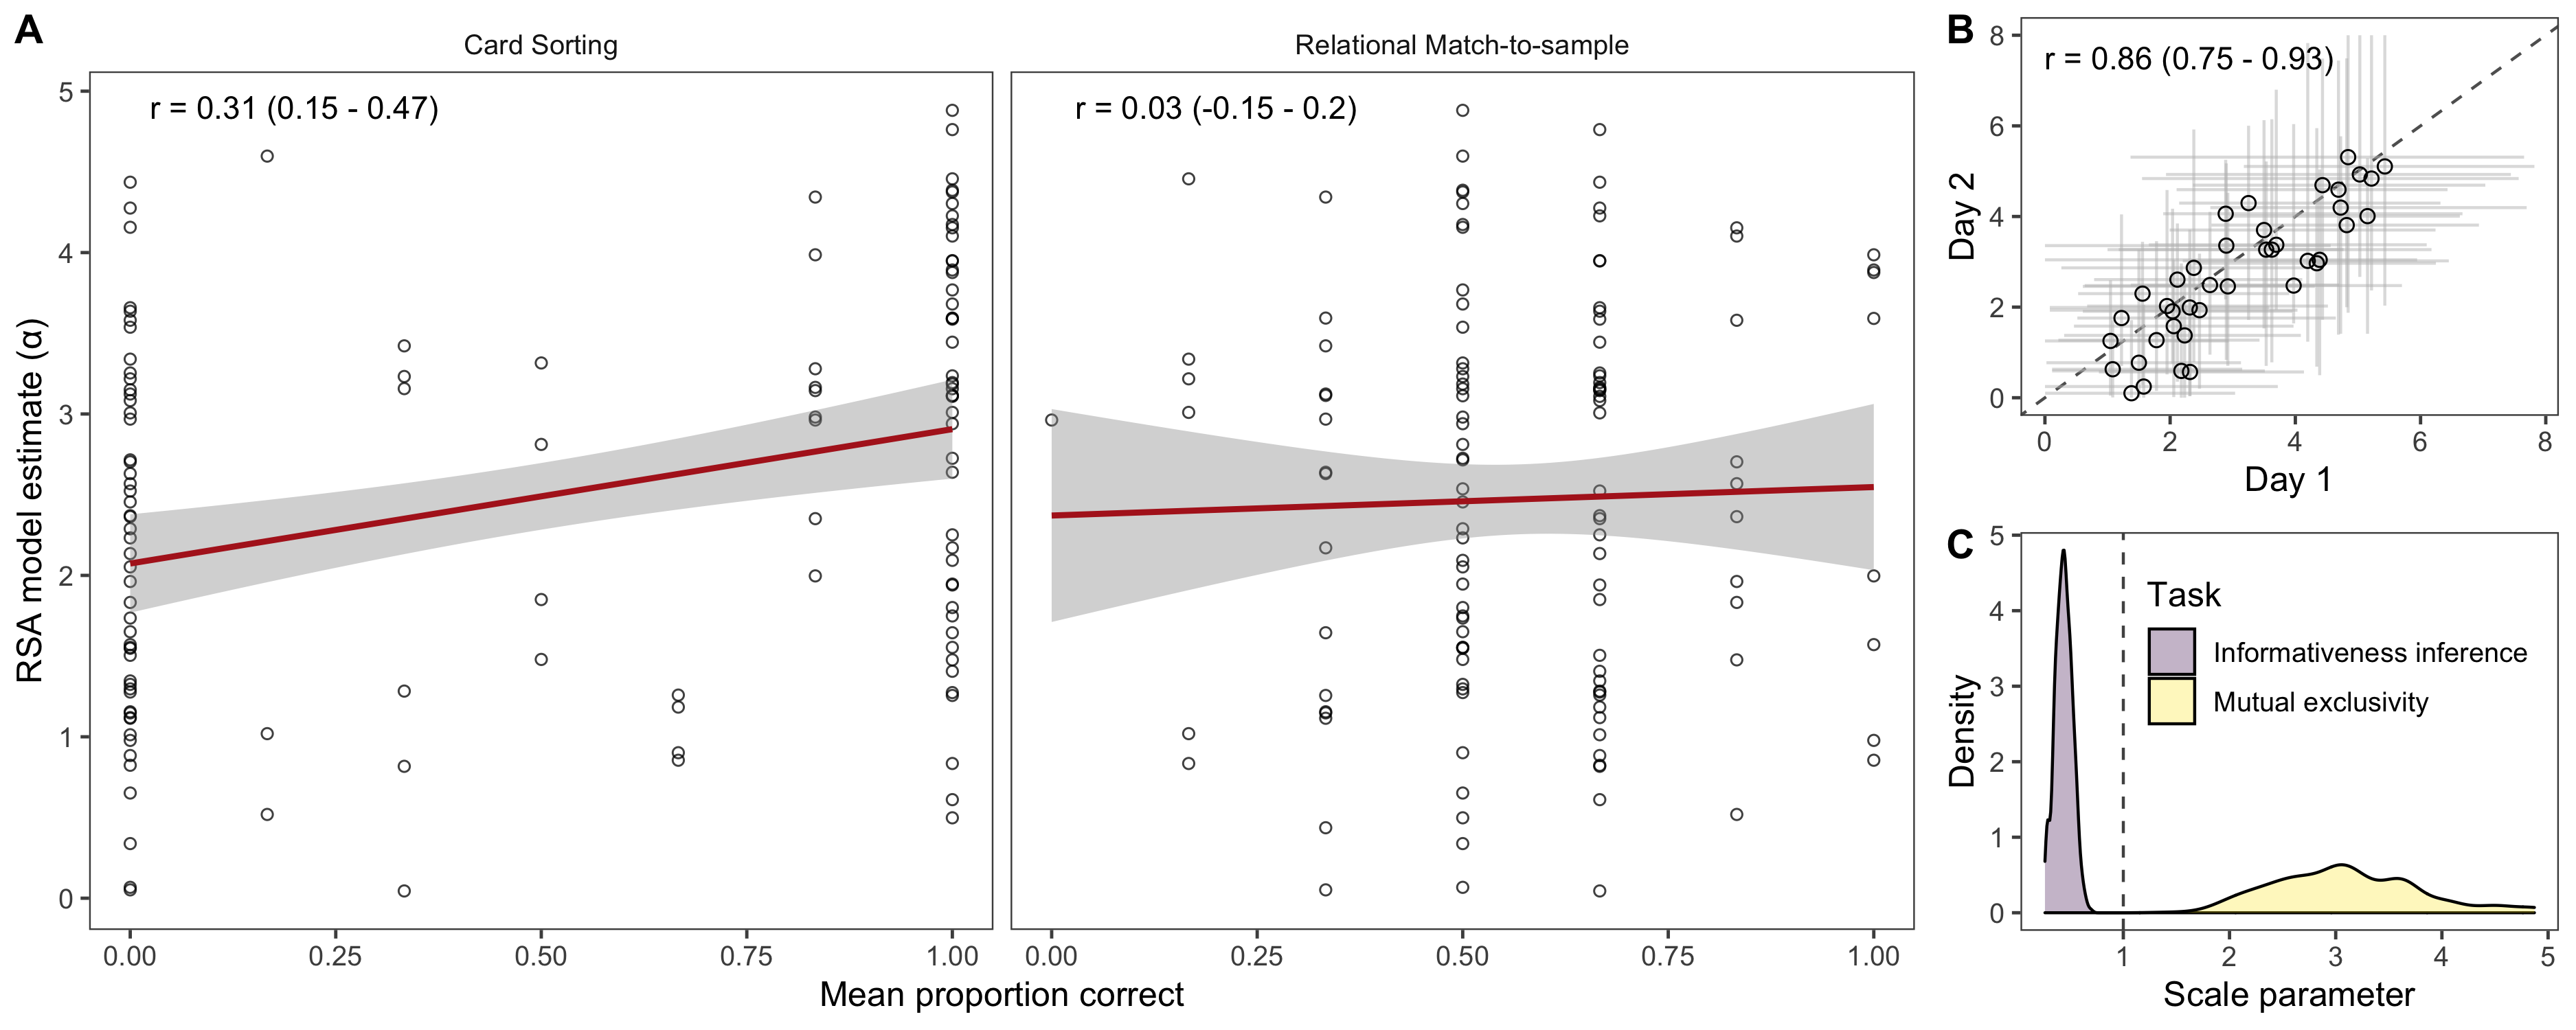 A
Card Sorting
Relational Match-to-sample
r = 0.31 (0.15 - 0.47)
r = 0.03 (-0.15 - 0.2)
RSA model estimate (α)
5
4
3
2
1
0
0.00 0.25 0.50 0.75 1.00
0.00 0.25 0.50 0.75 1.00
Mean proportion correct
B
r = 0.86 (0.75 - 0.93)
Day 2
8
6
4
2
0
0 2 4 6 8
Day 1
C
Density
5
4
3
2
1
0
Task
Informativeness inference
Mutual exclusivity
1 2 3 4 5
Scale parameter